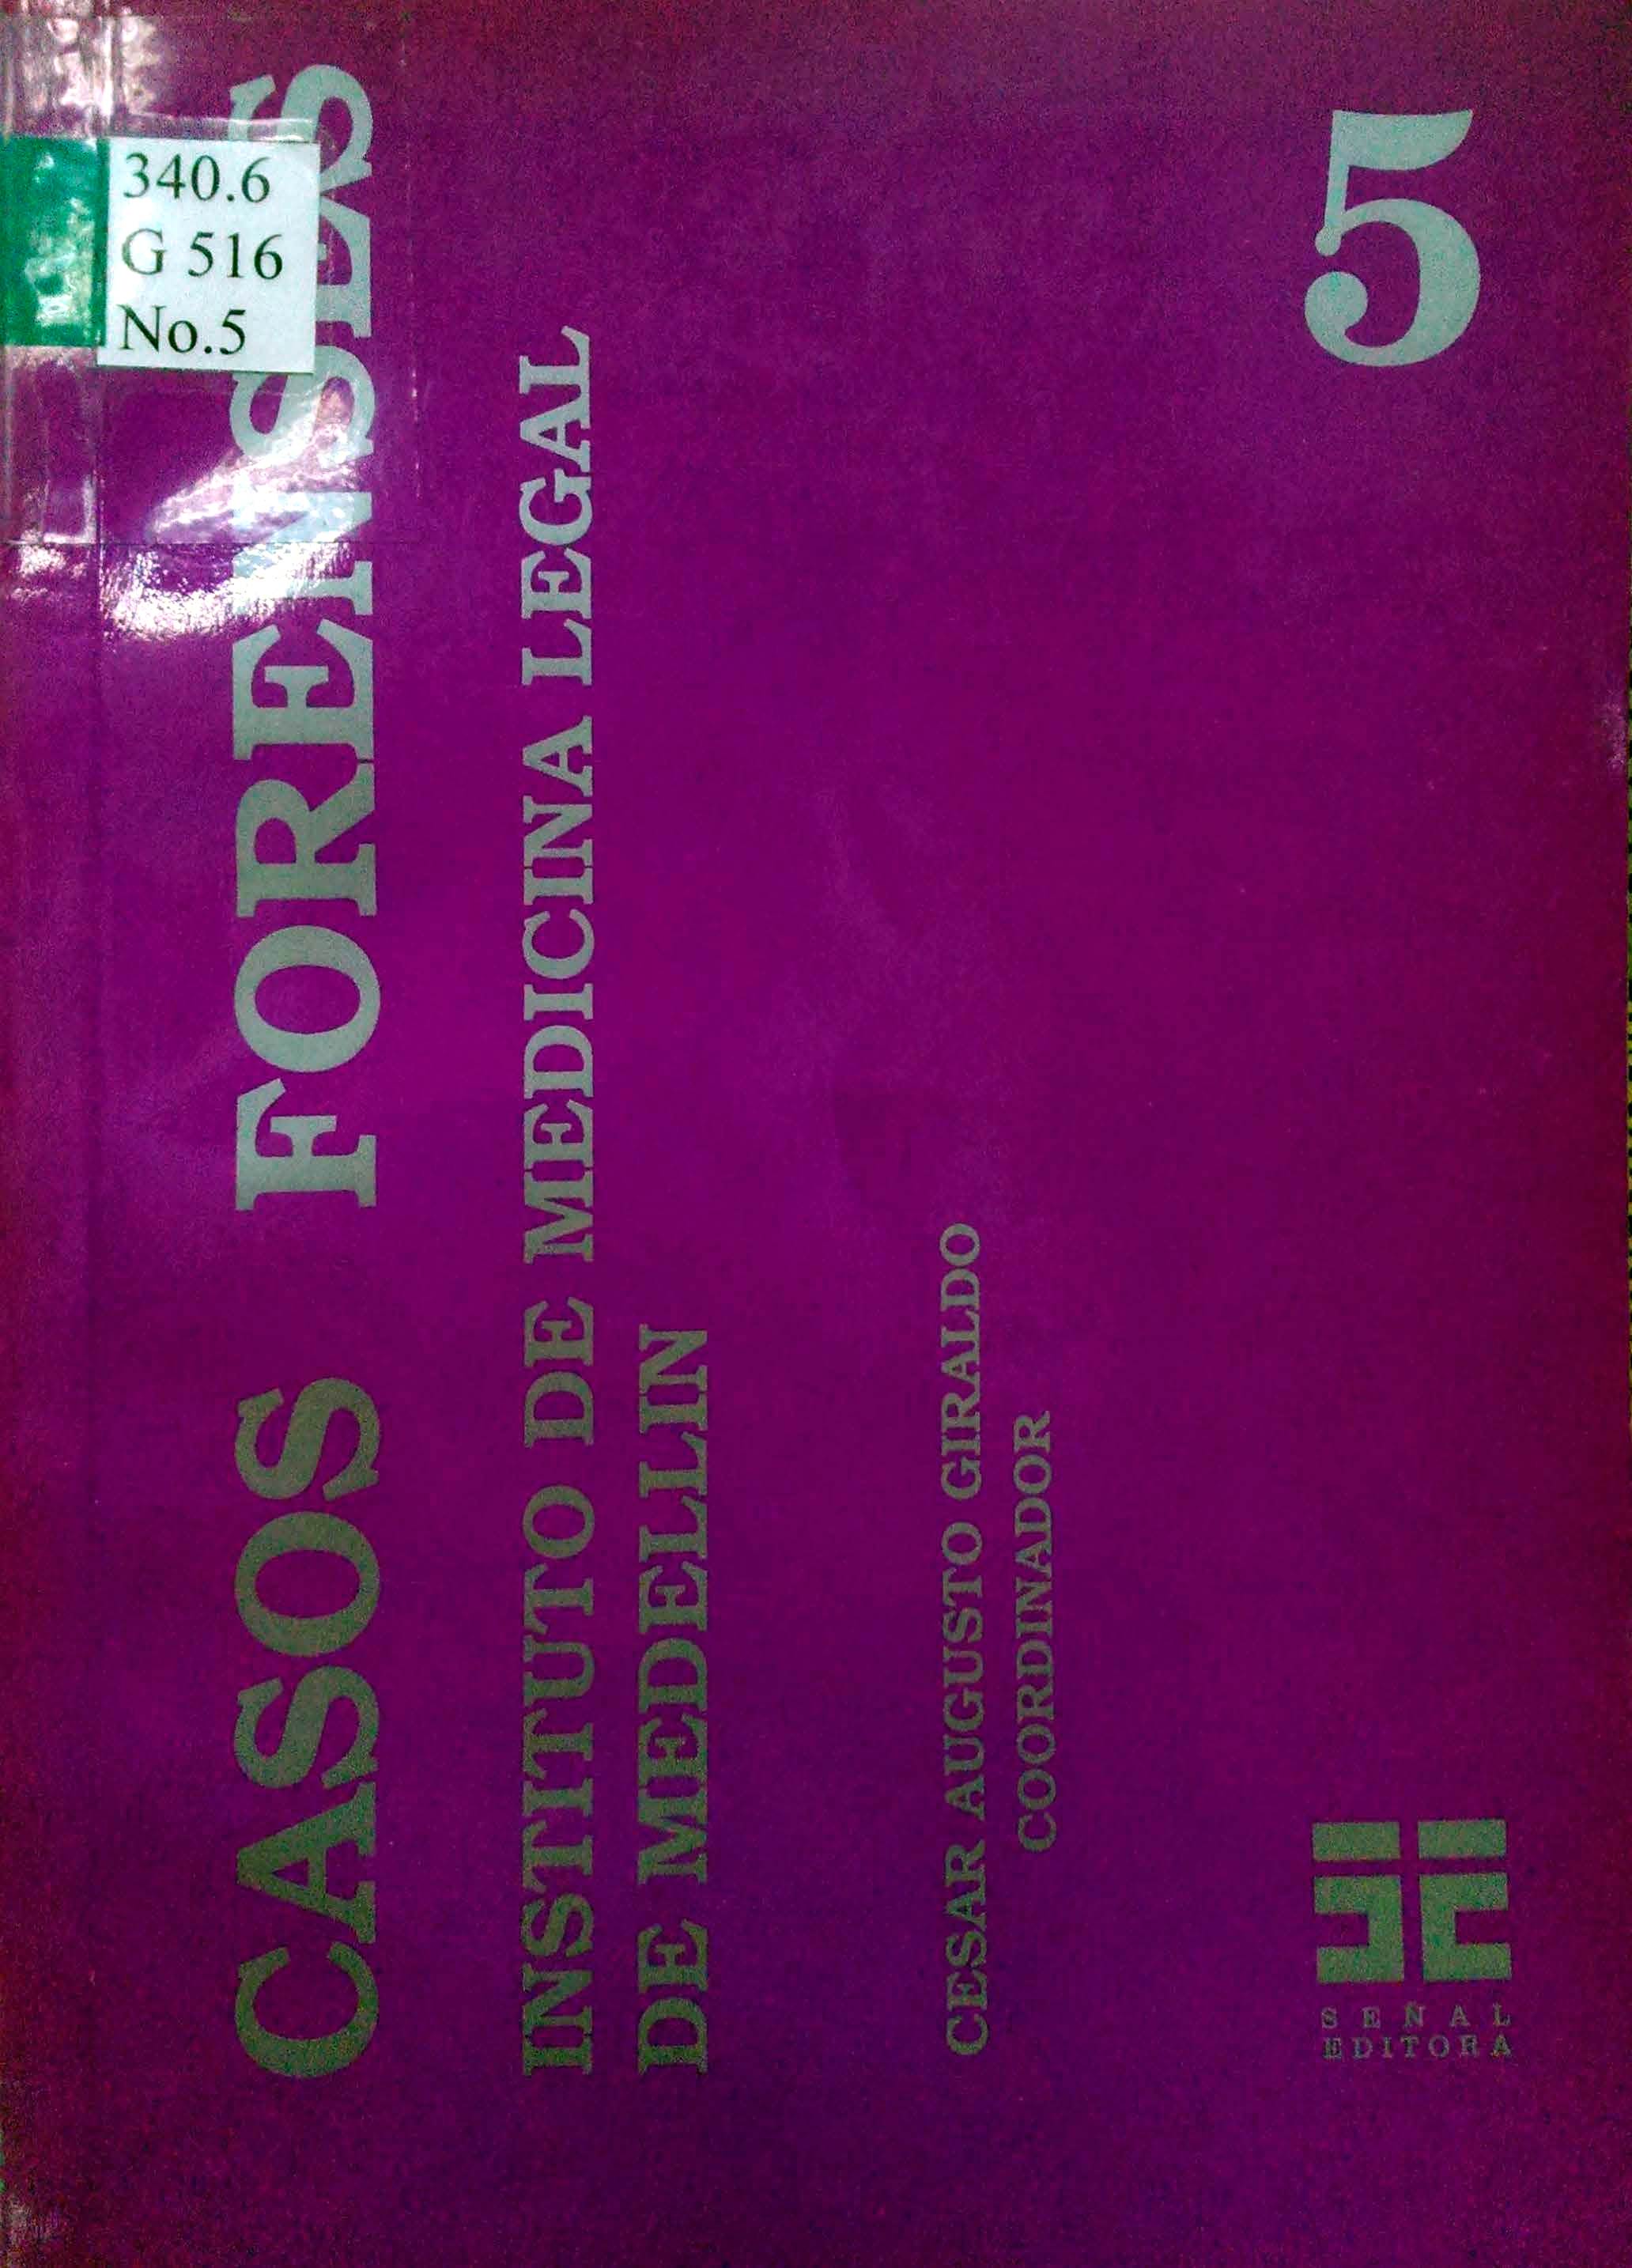 340.6
G 516
No.5
CASOS FORENSES
INSTITUTO DE MEDICINA LEGAL
DE MEDELLIN
CESAR AUGUSTO GIRALDO
COORDINADOR
5
SEÑAL
EDITORA